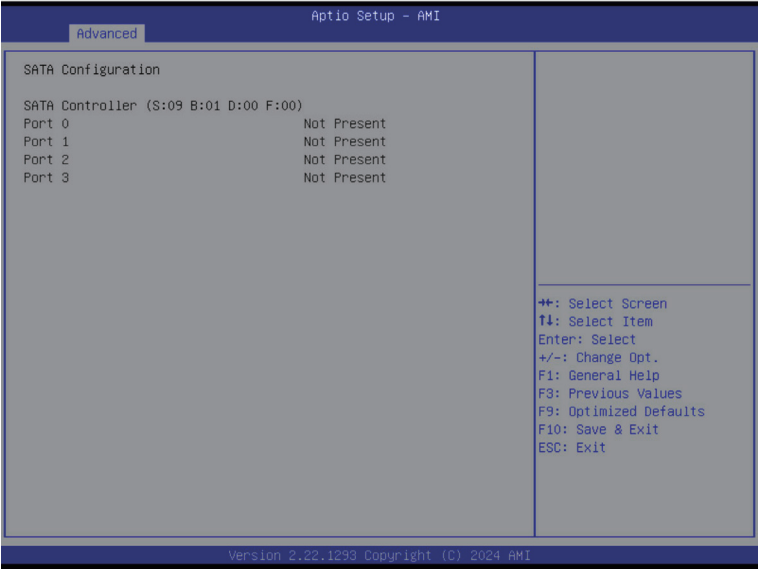 Aptio Setup – AMI
Advanced
SATA Configuration
SATA Controller (S:09 B:01 D:00 F:00)
Port 0 Not Present
Port 1 Not Present
Port 2 Not Present
Port 3 Not Present
→←: Select Screen
↑↓: Select Item
Enter: Select
+/-: Change Opt.
F1: General Help
F3: Previous Values
F9: Optimized Defaults
F10: Save & Exit
ESC: Exit
Version 2.22.1293 Copyright (C) 2024 AMI